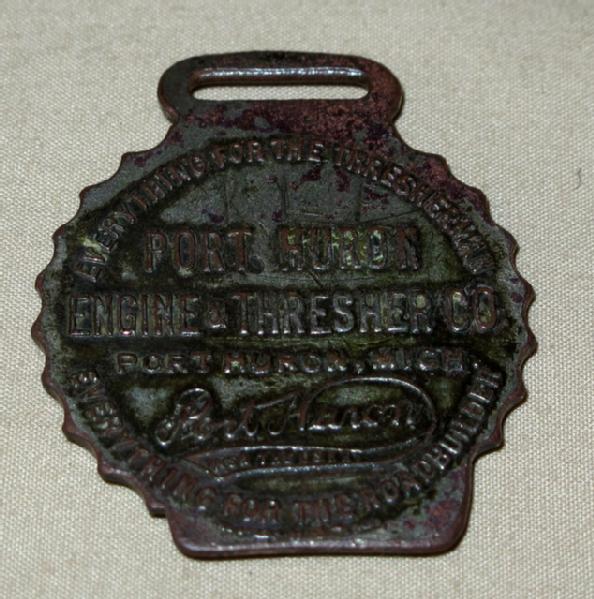 EVERYTHING FOR THE THRESHERMAN
PORT HURON
ENGINE & THRESHER CO.
PORT HURON, MICH.
Port Huron
EVERYTHING FOR THE ROADBUILDER